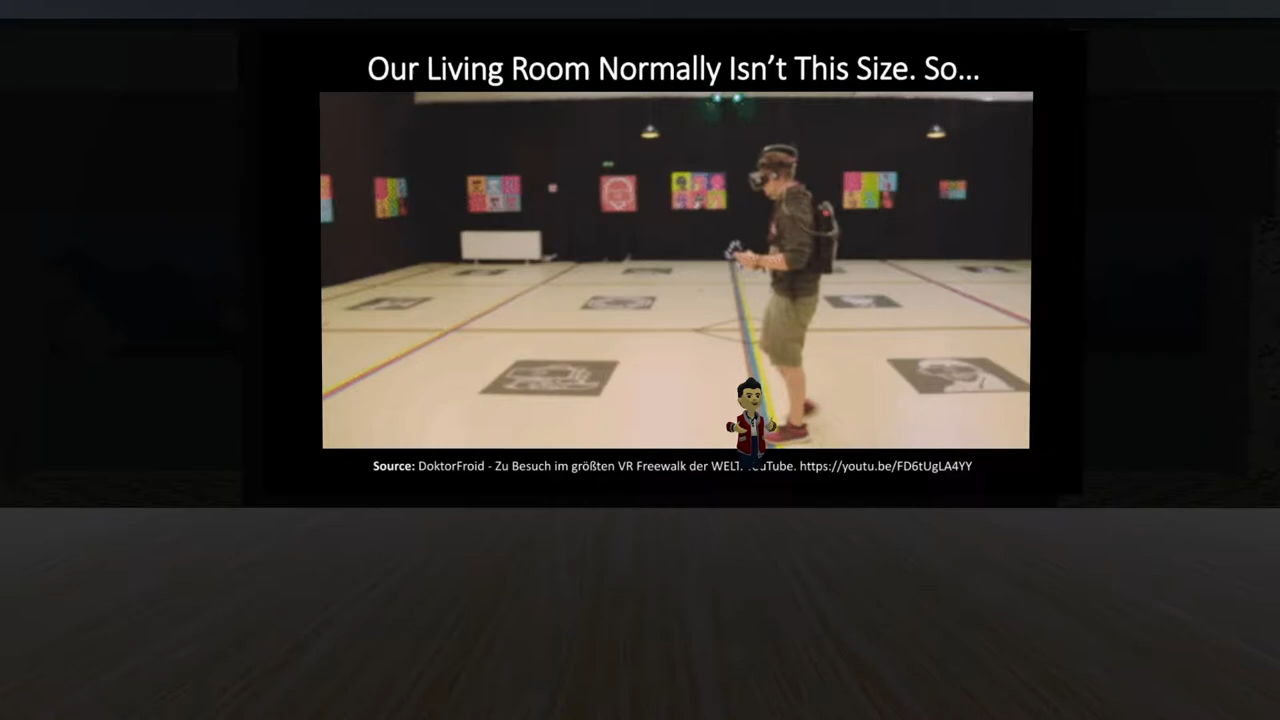 Our Living Room Normally Isn't This Size. So...
Source: DoktorFroid - Zu Besuch im größten VR Freewalk der WELT. YouTube. https://youtu.be/FD6tUgLA4YY